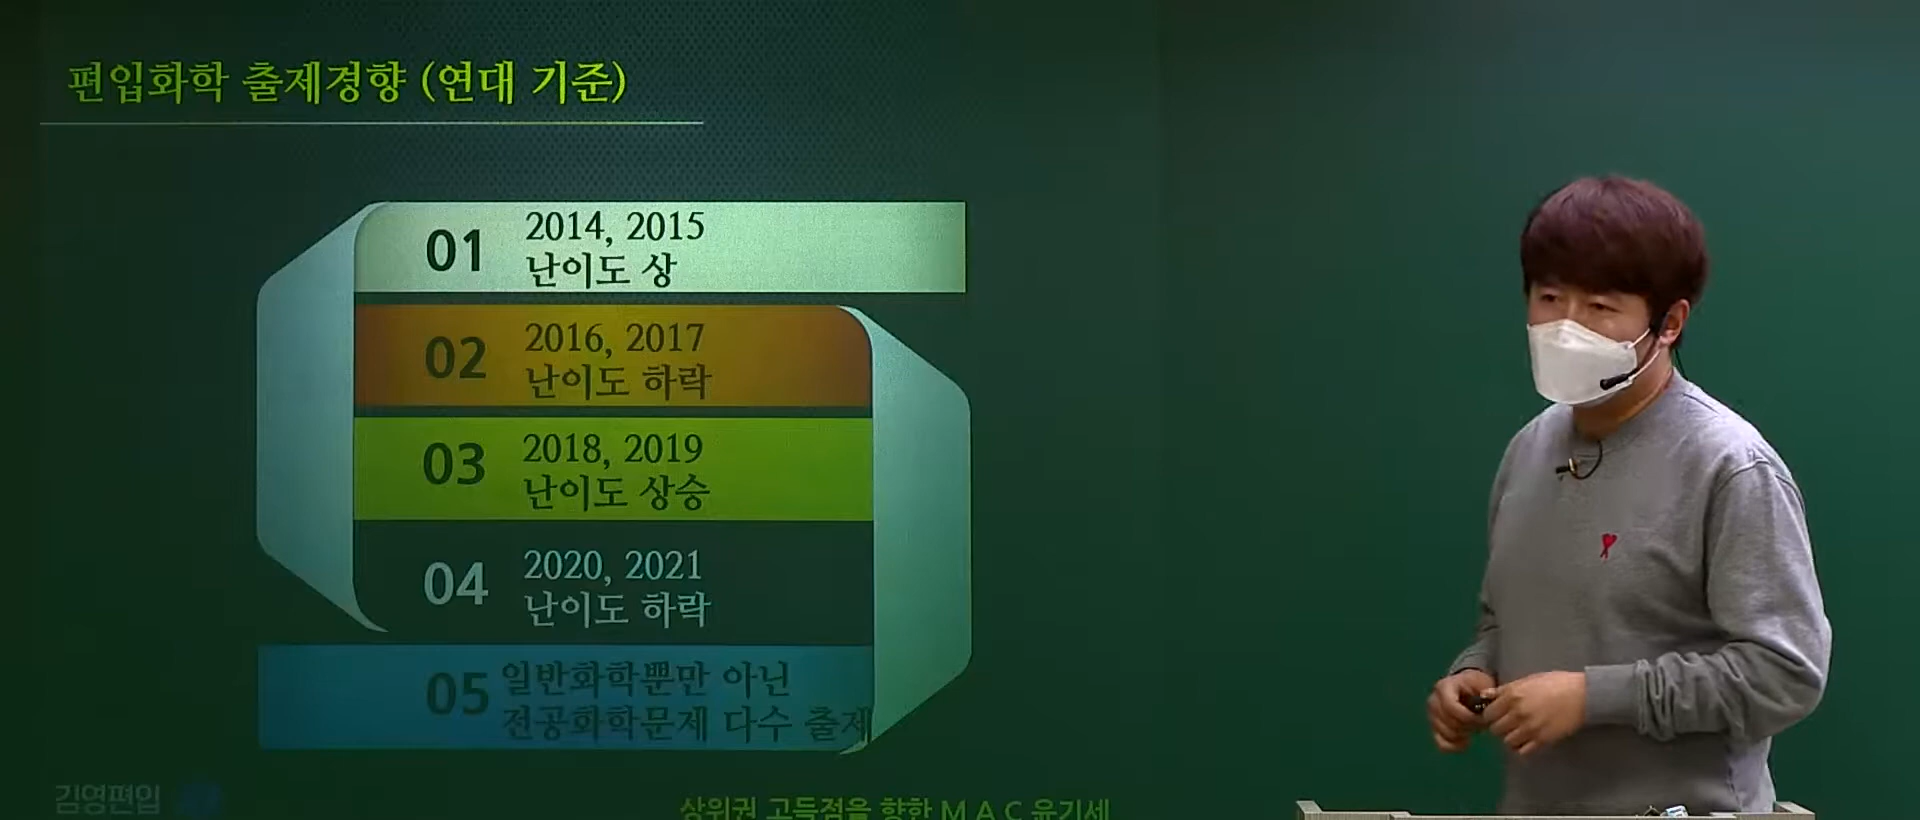 편입화학 출제경향 (연대 기준)
01
2014, 2015
난이도 상
02
2016, 2017
난이도 하락
03
2018, 2019
난이도 상승
04
2020, 2021
난이도 하락
05
일반화학뿐만 아닌
전공화학문제 다수 출제
김영편입
상위권 고득점을 향한 M A C 윤기세